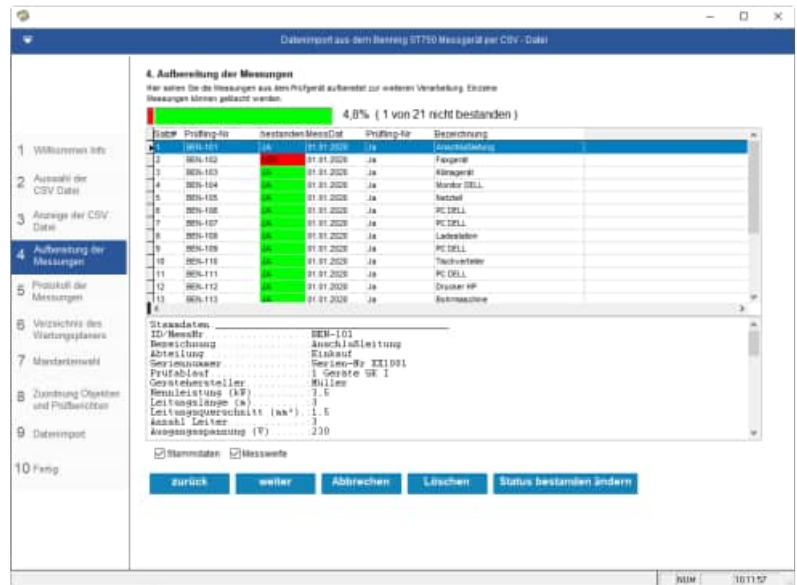 Datenimport aus dem Benning ST750 Messgerät per CSV - Datei
4. Aufbereitung der Messungen
Hier sehen Sie die Messungen aus dem Prüfgerät aufbereitet zur weiteren Verarbeitung. Einzelne
Messungen können gelöscht werden.
4,8% ( 1 von 21 nicht bestanden )
Satz# Prüfling-Nr bestanden MessDat Prüfling-Nr Bezeichnung
1 BEN-101 JA 01.01.2020 Ja Anschlußleitung
2 BEN-102 01.01.2020 Ja Faxgerät
3 BEN-103 JA 01.01.2020 Ja Klimagerät
4 BEN-104 JA 01.01.2020 Ja Monitor DELL
5 BEN-105 JA 01.01.2020 Ja Netzteil
6 BEN-106 JA 01.01.2020 Ja PC DELL
7 BEN-107 JA 01.01.2020 Ja PC DELL
8 BEN-108 JA 01.01.2020 Ja Ladestation
9 BEN-109 JA 01.01.2020 Ja PC DELL
10 BEN-110 JA 01.01.2020 Ja Tischverteiler
11 BEN-111 JA 01.01.2020 Ja PC DELL
12 BEN-112 JA 01.01.2020 Ja Drucker HP
13 BEN-113 JA 01.01.2020 Ja Bohrmaschine
1 Willkommen Info
2 Auswahl der
CSV Datei
3 Anzeige der CSV
Datei
4 Aufbereitung der
Messungen
5 Protokoll der
Messungen
6 Verzeichnis des
Wartungsplaners
7 Mandantenwahl
8 Zuordnung Objekten
und Prüfberichten
9 Datenimport
10 Fertig
Stammdaten
ID/MessNr BEN-101
Bezeichnung Anschlußleitung
Abteilung Einkauf
Seriennummer Serien-Nr XX1001
Prüfablauf 1 Geräte SK I
Gerätehersteller Müller
Nennleistung (kW) 3.5
Leitungslänge (m) 3
Leitungsquerschnitt (mm²) 1.5
Anzahl Leiter 3
Ausgangsspannung (V) 230
Stammdaten Messwerte
zurück weiter Abbrechen Löschen Status bestanden ändern
NUM 10:11:57